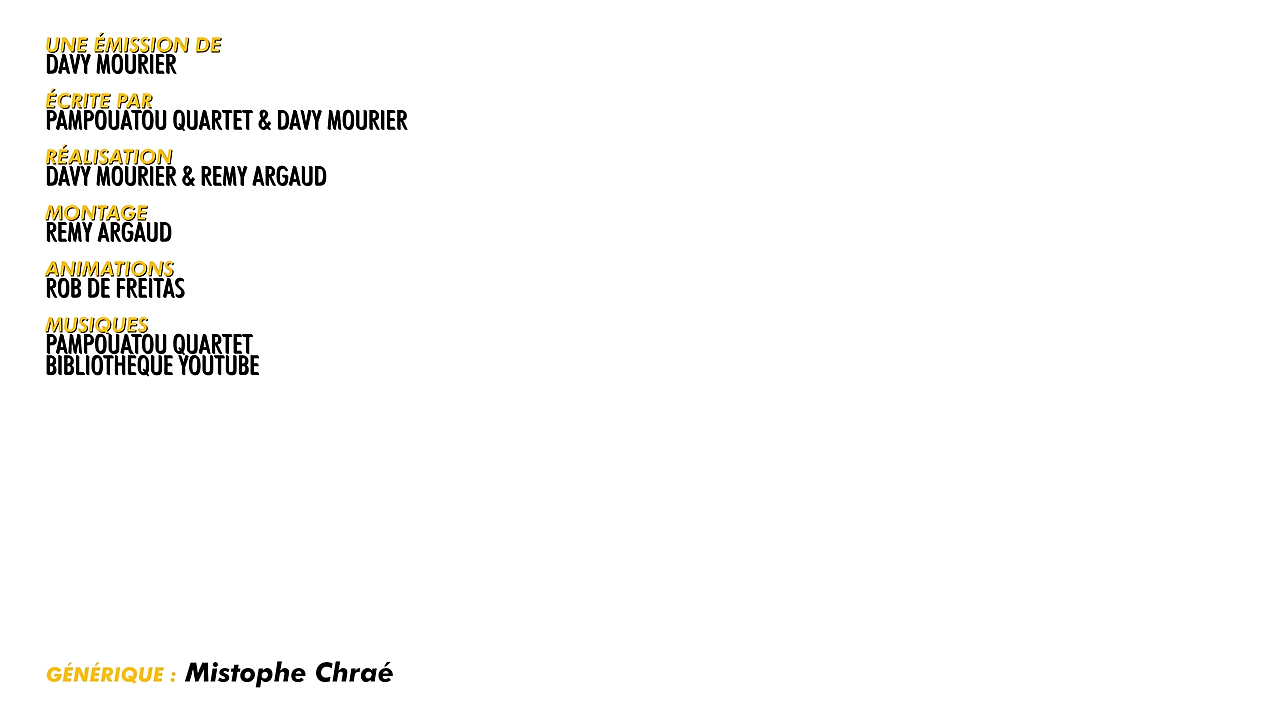 UNE ÉMISSION DE
DAVY MOURIER
ÉCRITE PAR
PAMPOUATOU QUARTET & DAVY MOURIER
RÉALISATION
DAVY MOURIER & REMY ARGAUD
MONTAGE
REMY ARGAUD
ANIMATIONS
ROB DE FREITAS
MUSIQUES
PAMPOUATOU QUARTET
BIBLIOTHEQUE YOUTUBE
GÉNÉRIQUE : Mistophe Chraé